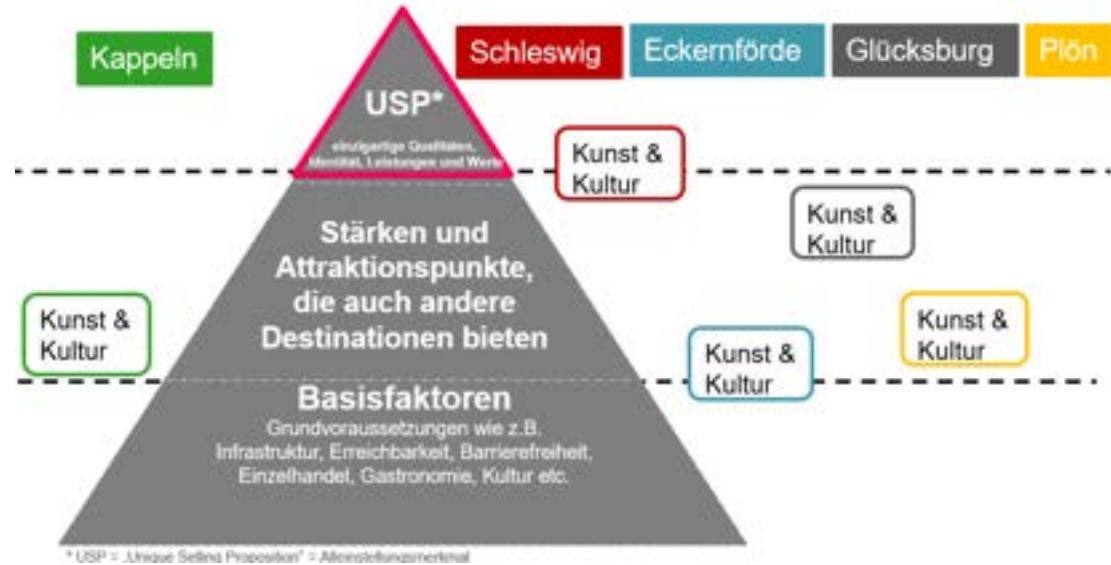 Kappeln
Schleswig
Eckernförde
Glücksburg
Plön
USP*
einzigartige Qualitäten,
Identität, Leistungen und Werte
Kunst &
Kultur
Kunst &
Kultur
Stärken und
Attraktionspunkte,
die auch andere
Destinationen bieten
Kunst &
Kultur
Kunst &
Kultur
Kunst &
Kultur
Basisfaktoren
Grundvoraussetzungen wie z.B.
Infrastruktur, Erreichbarkeit, Barrierefreiheit,
Einzelhandel, Gastronomie, Kultur etc.
* USP = „Unique Selling Proposition" = Alleinstellungsmerkmal